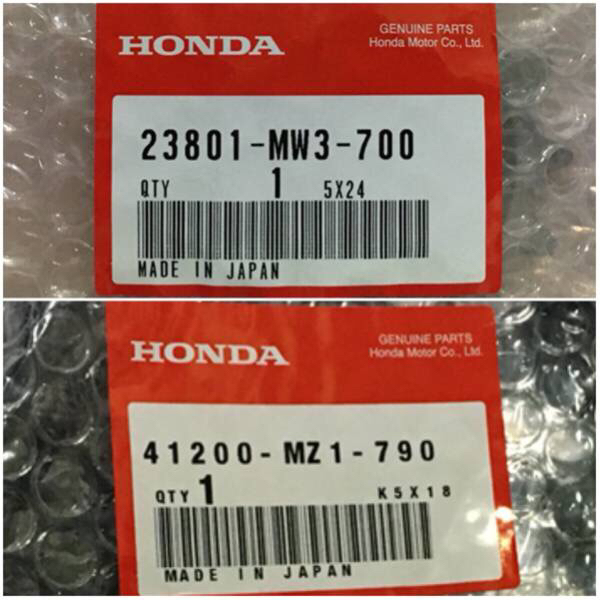 HONDA
GENUINE PARTS
Honda Motor Co., Ltd.
23801-MW3-700
QTY 1 5X24
MADE IN JAPAN
HONDA
GENUINE PARTS
Honda Motor Co., Ltd.
41200-MZ1-790
QTY 1 K5X18
MADE IN JAPAN